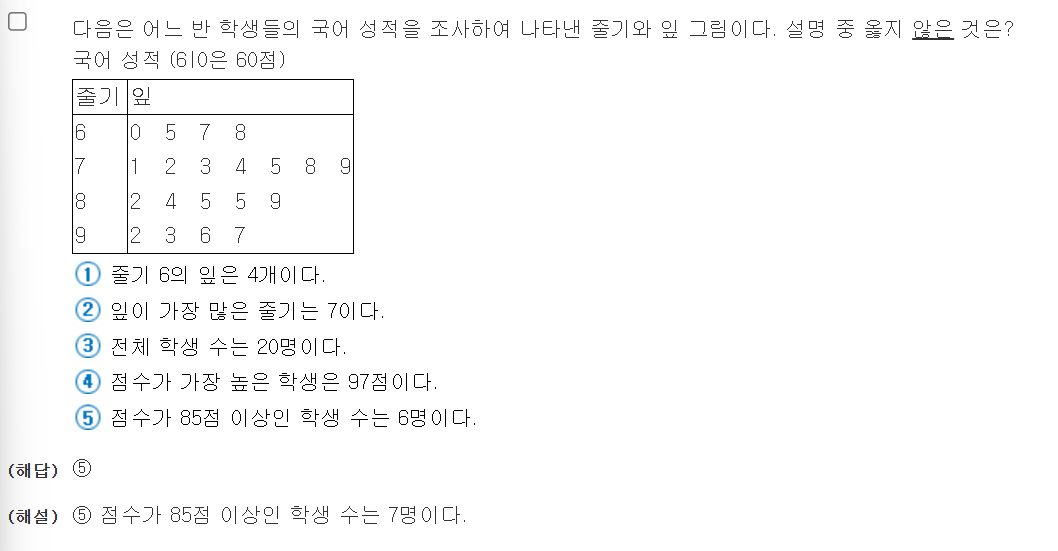 다음은 어느 반 학생들의 국어 성적을 조사하여 나타낸 줄기와 잎 그림이다. 설명 중 옳지 않은 것은?
국어 성적 (6|0은 60점)
줄기 잎
6 0 5 7 8
7 1 2 3 4 5 8 9
8 2 4 5 5 9
9 2 3 6 7
① 줄기 6의 잎은 4개이다.
② 잎이 가장 많은 줄기는 7이다.
③ 전체 학생 수는 20명이다.
④ 점수가 가장 높은 학생은 97점이다.
⑤ 점수가 85점 이상인 학생 수는 6명이다.
(해답) ⑤
(해설) ⑤ 점수가 85점 이상인 학생 수는 7명이다.